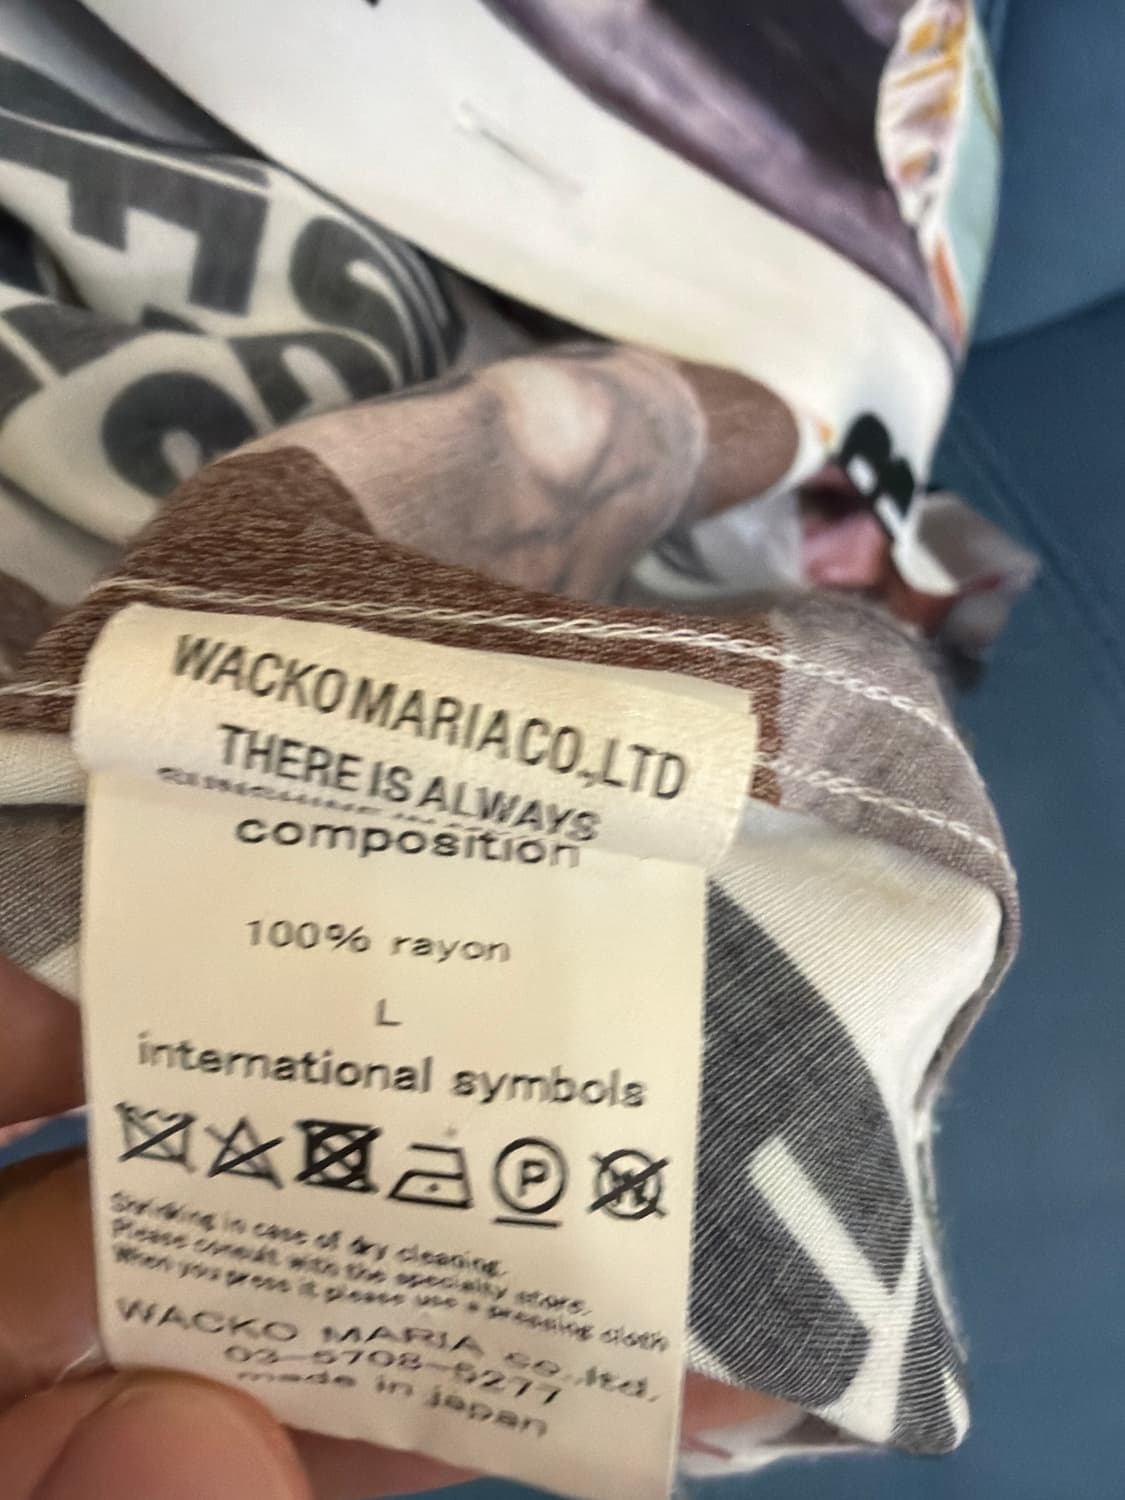 WACKO MARIA CO.,LTD
THERE IS ALWAYS
composition
100% rayon
L
international symbols
P
W
Shrinking in case of dry cleaning.
Please consult with the specialty store.
When you press it please use a pressing cloth
WACKO MARIA co.,ltd.
03-5708-5277
made in japan